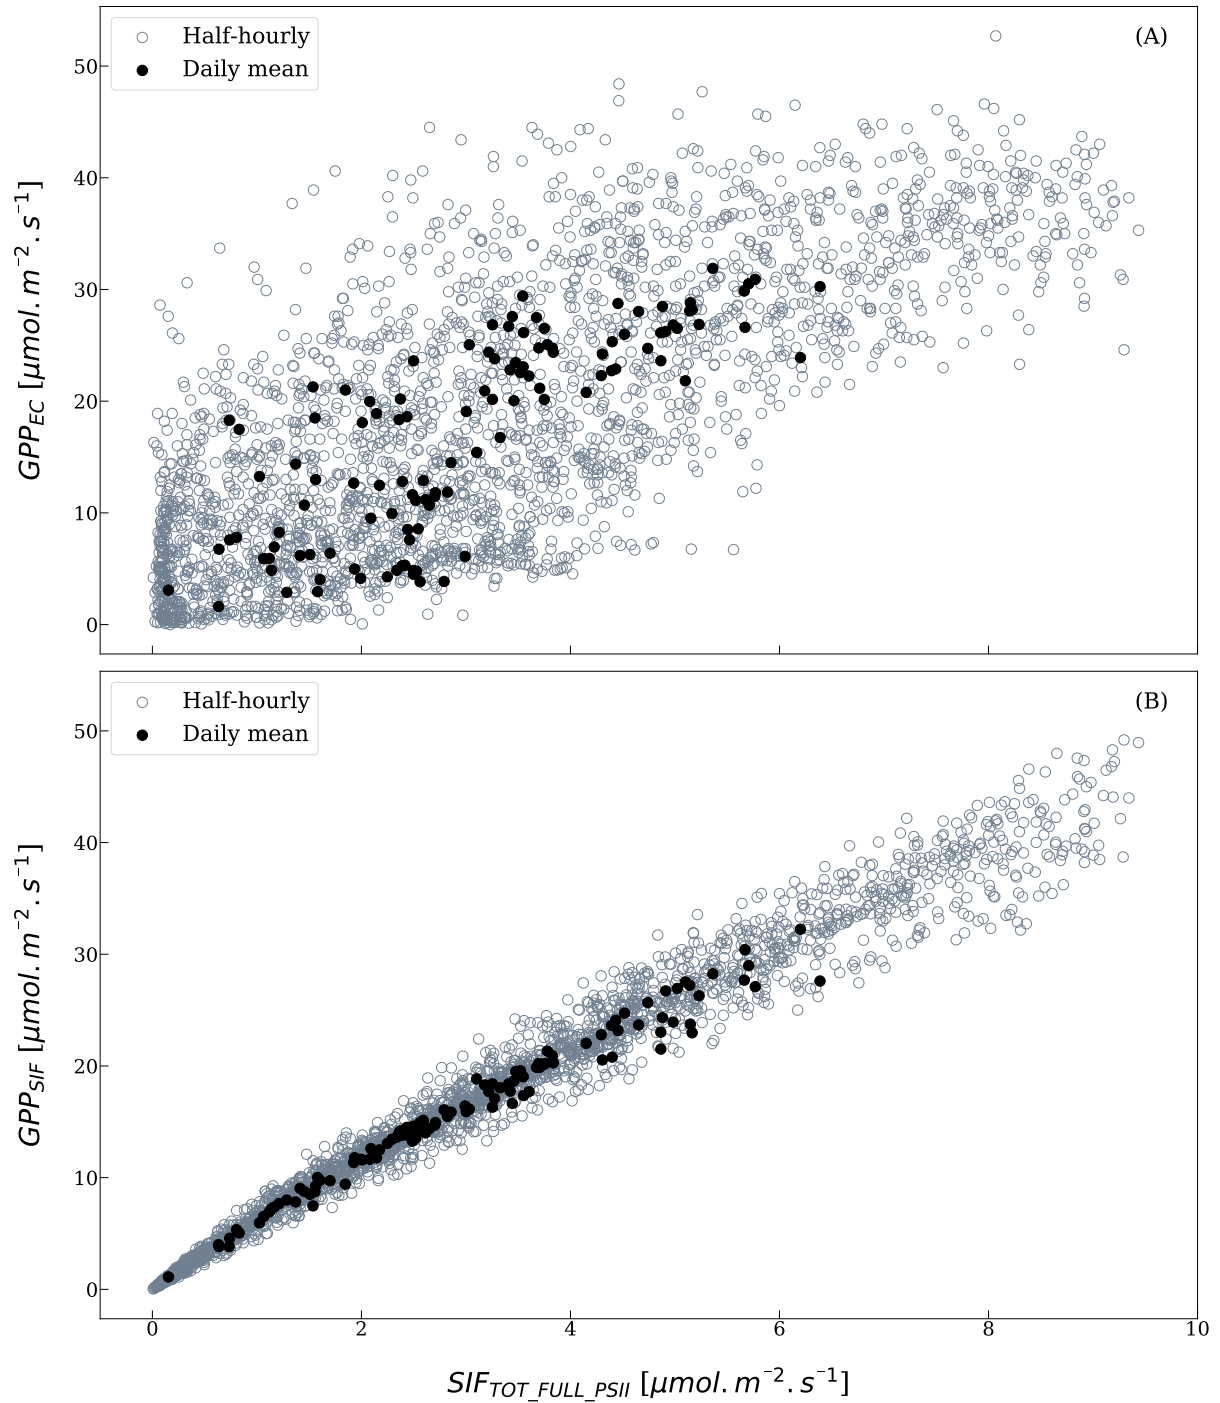 Half-hourly
Daily mean
(A)
50
40
30
20
10
0
GPP_EC [μmol. m⁻². s⁻¹]
Half-hourly
Daily mean
(B)
50
40
30
20
10
0
GPP_SIF [μmol. m⁻². s⁻¹]
0 2 4 6 8 10
SIF_TOT_FULL_PSII [μmol. m⁻². s⁻¹]